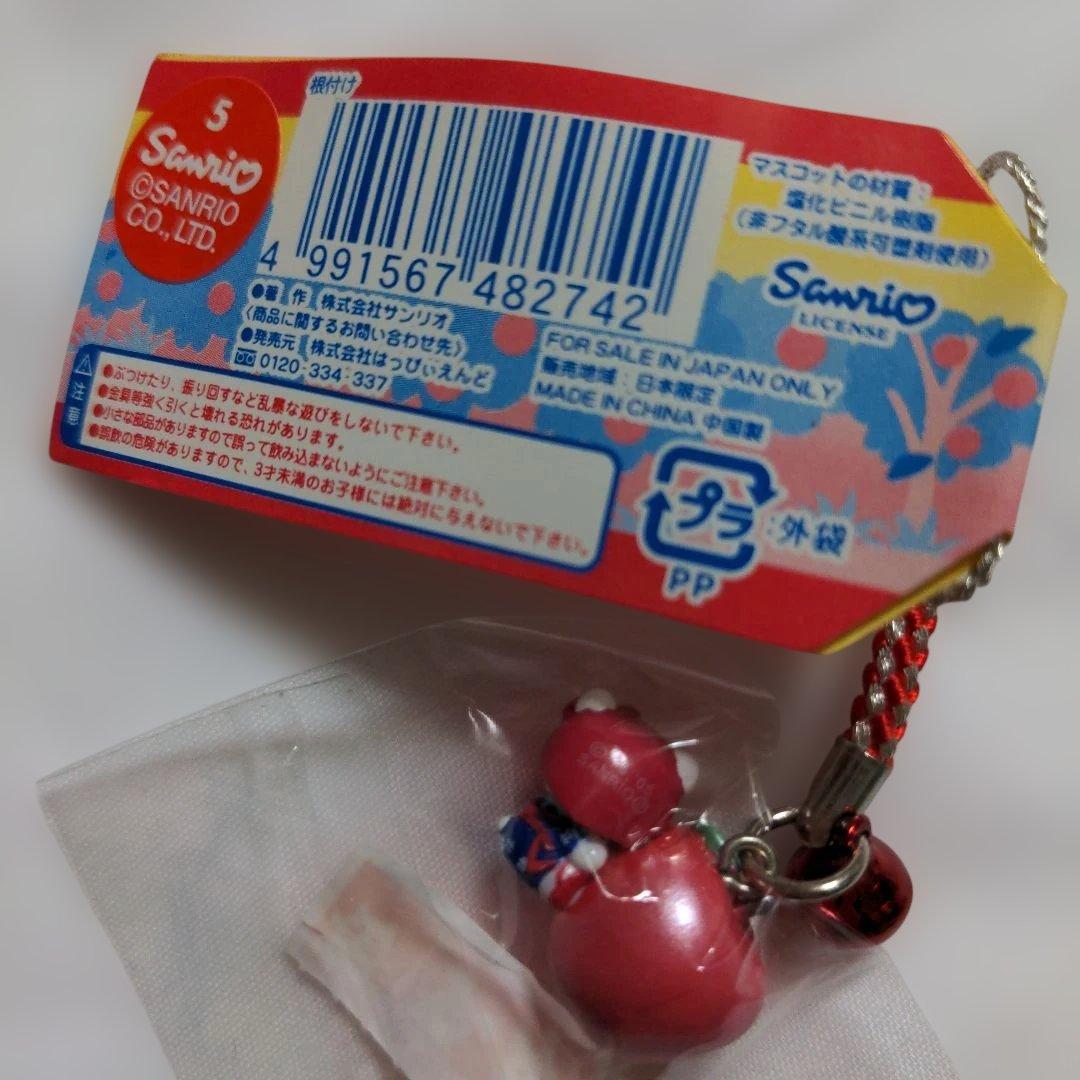 5
Sanrio
©SANRIO
CO., LTD.
根付け
4 991567 482742
●著 作 株式会社サンリオ
〈商品に関するお問い合わせ先〉
●発売元 株式会社はっぴぃえんど
0120-334-337
マスコットの材質:
塩化ビニル樹脂
(非フタル酸系可塑剤使用)
Sanrio
LICENSE
FOR SALE IN JAPAN ONLY
販売地域:日本限定
MADE IN CHINA 中国製
注意
●ぶつけたり、振り回すなど乱暴な遊びをしないで下さい。
●金具等強く引くと壊れる恐れがあります。
●小さな部品がありますので誤って飲み込まないようにご注意下さい。
●誤飲の危険がありますので、3才未満のお子様には絶対に与えないで下さい。
プラ
:外袋
PP
SANRIO